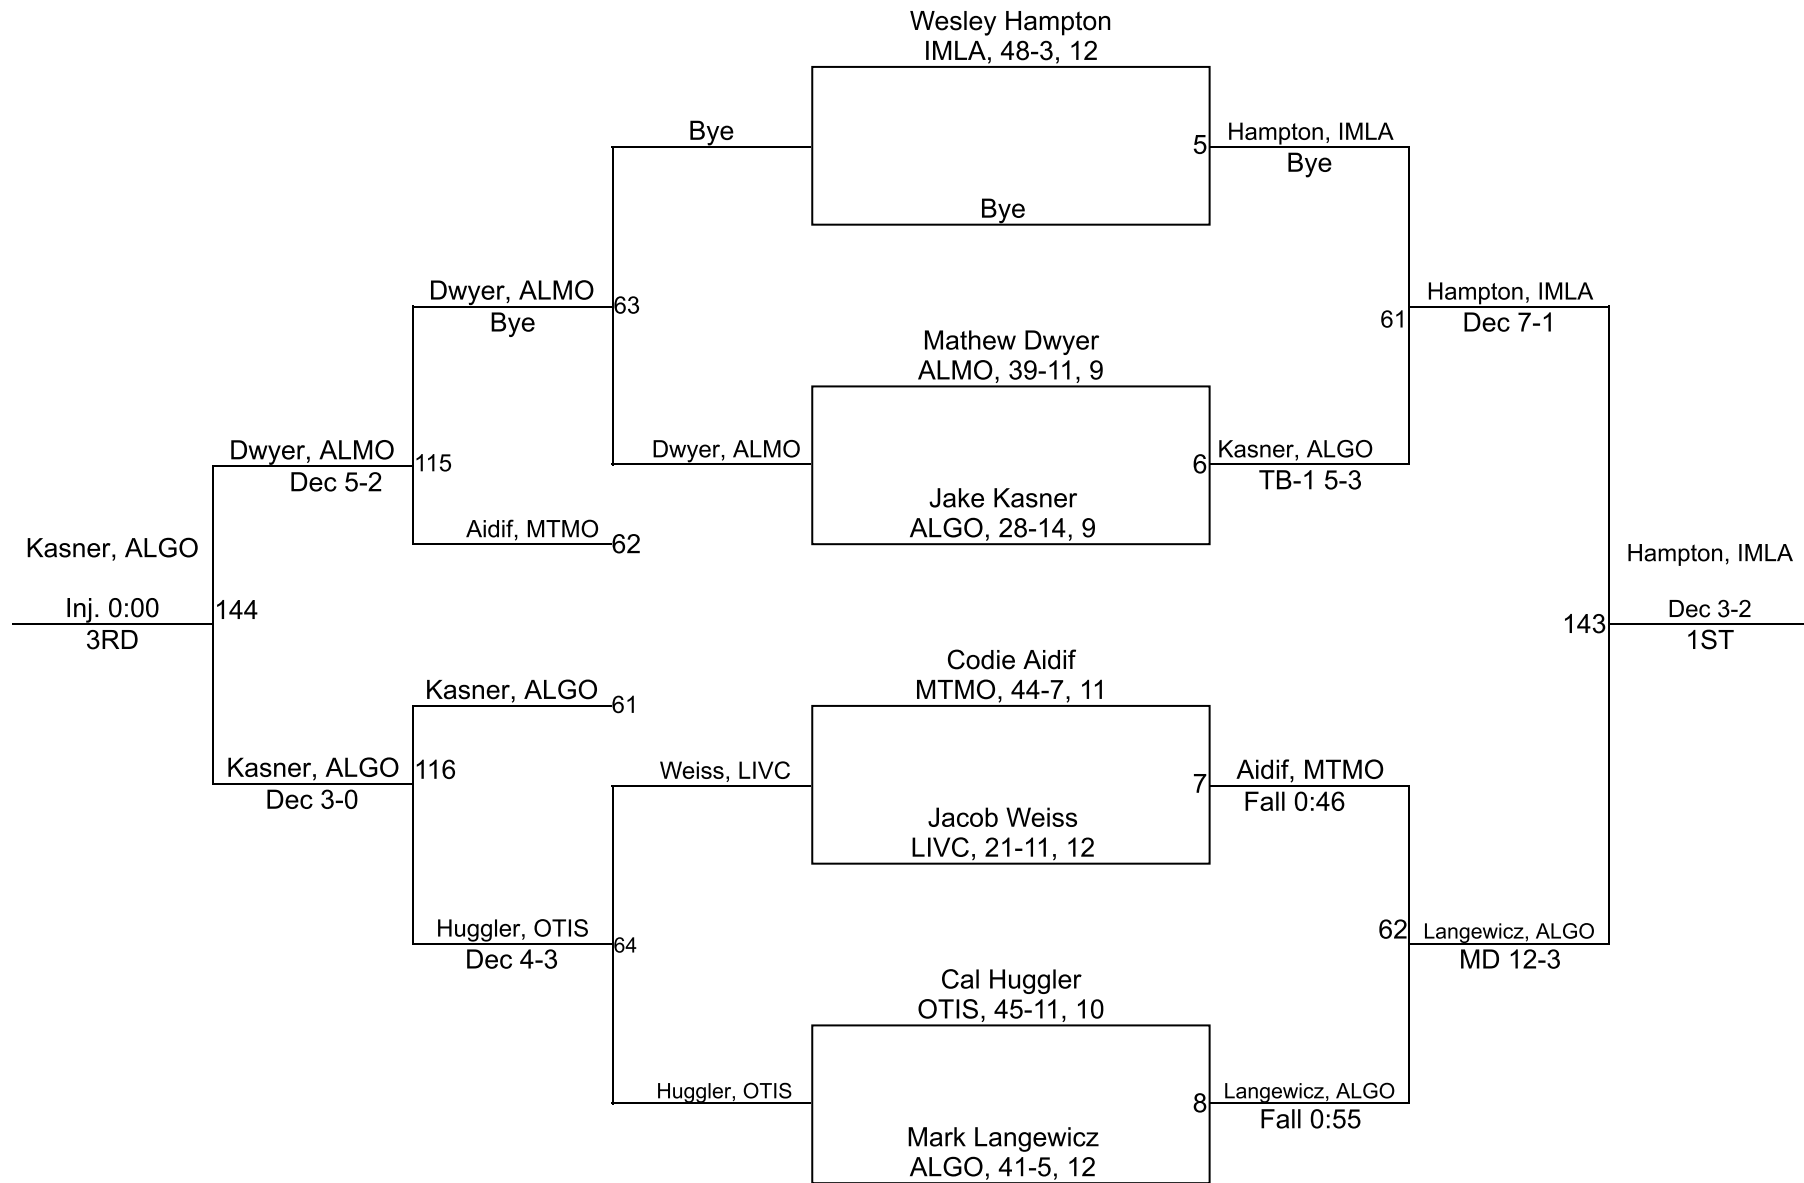 Wesley Hampton
IMLA, 48-3, 12
Bye
5
Hampton, IMLA
Bye
Bye
Dwyer, ALMO
Bye
63
Hampton, IMLA
Dec 7-1
61
Mathew Dwyer
ALMO, 39-11, 9
Dwyer, ALMO
Dec 5-2
115
Dwyer, ALMO
6
Kasner, ALGO
TB-1 5-3
Jake Kasner
ALGO, 28-14, 9
Aidif, MTMO
62
Kasner, ALGO
Inj. 0:00
3RD
144
Hampton, IMLA
Dec 3-2
1ST
143
Codie Aidif
MTMO, 44-7, 11
Kasner, ALGO
61
Kasner, ALGO
Dec 3-0
116
Weiss, LIVC
7
Aidif, MTMO
Fall 0:46
Jacob Weiss
LIVC, 21-11, 12
Huggler, OTIS
Dec 4-3
64
62
Langewicz, ALGO
MD 12-3
Cal Huggler
OTIS, 45-11, 10
Huggler, OTIS
8
Langewicz, ALGO
Fall 0:55
Mark Langewicz
ALGO, 41-5, 12